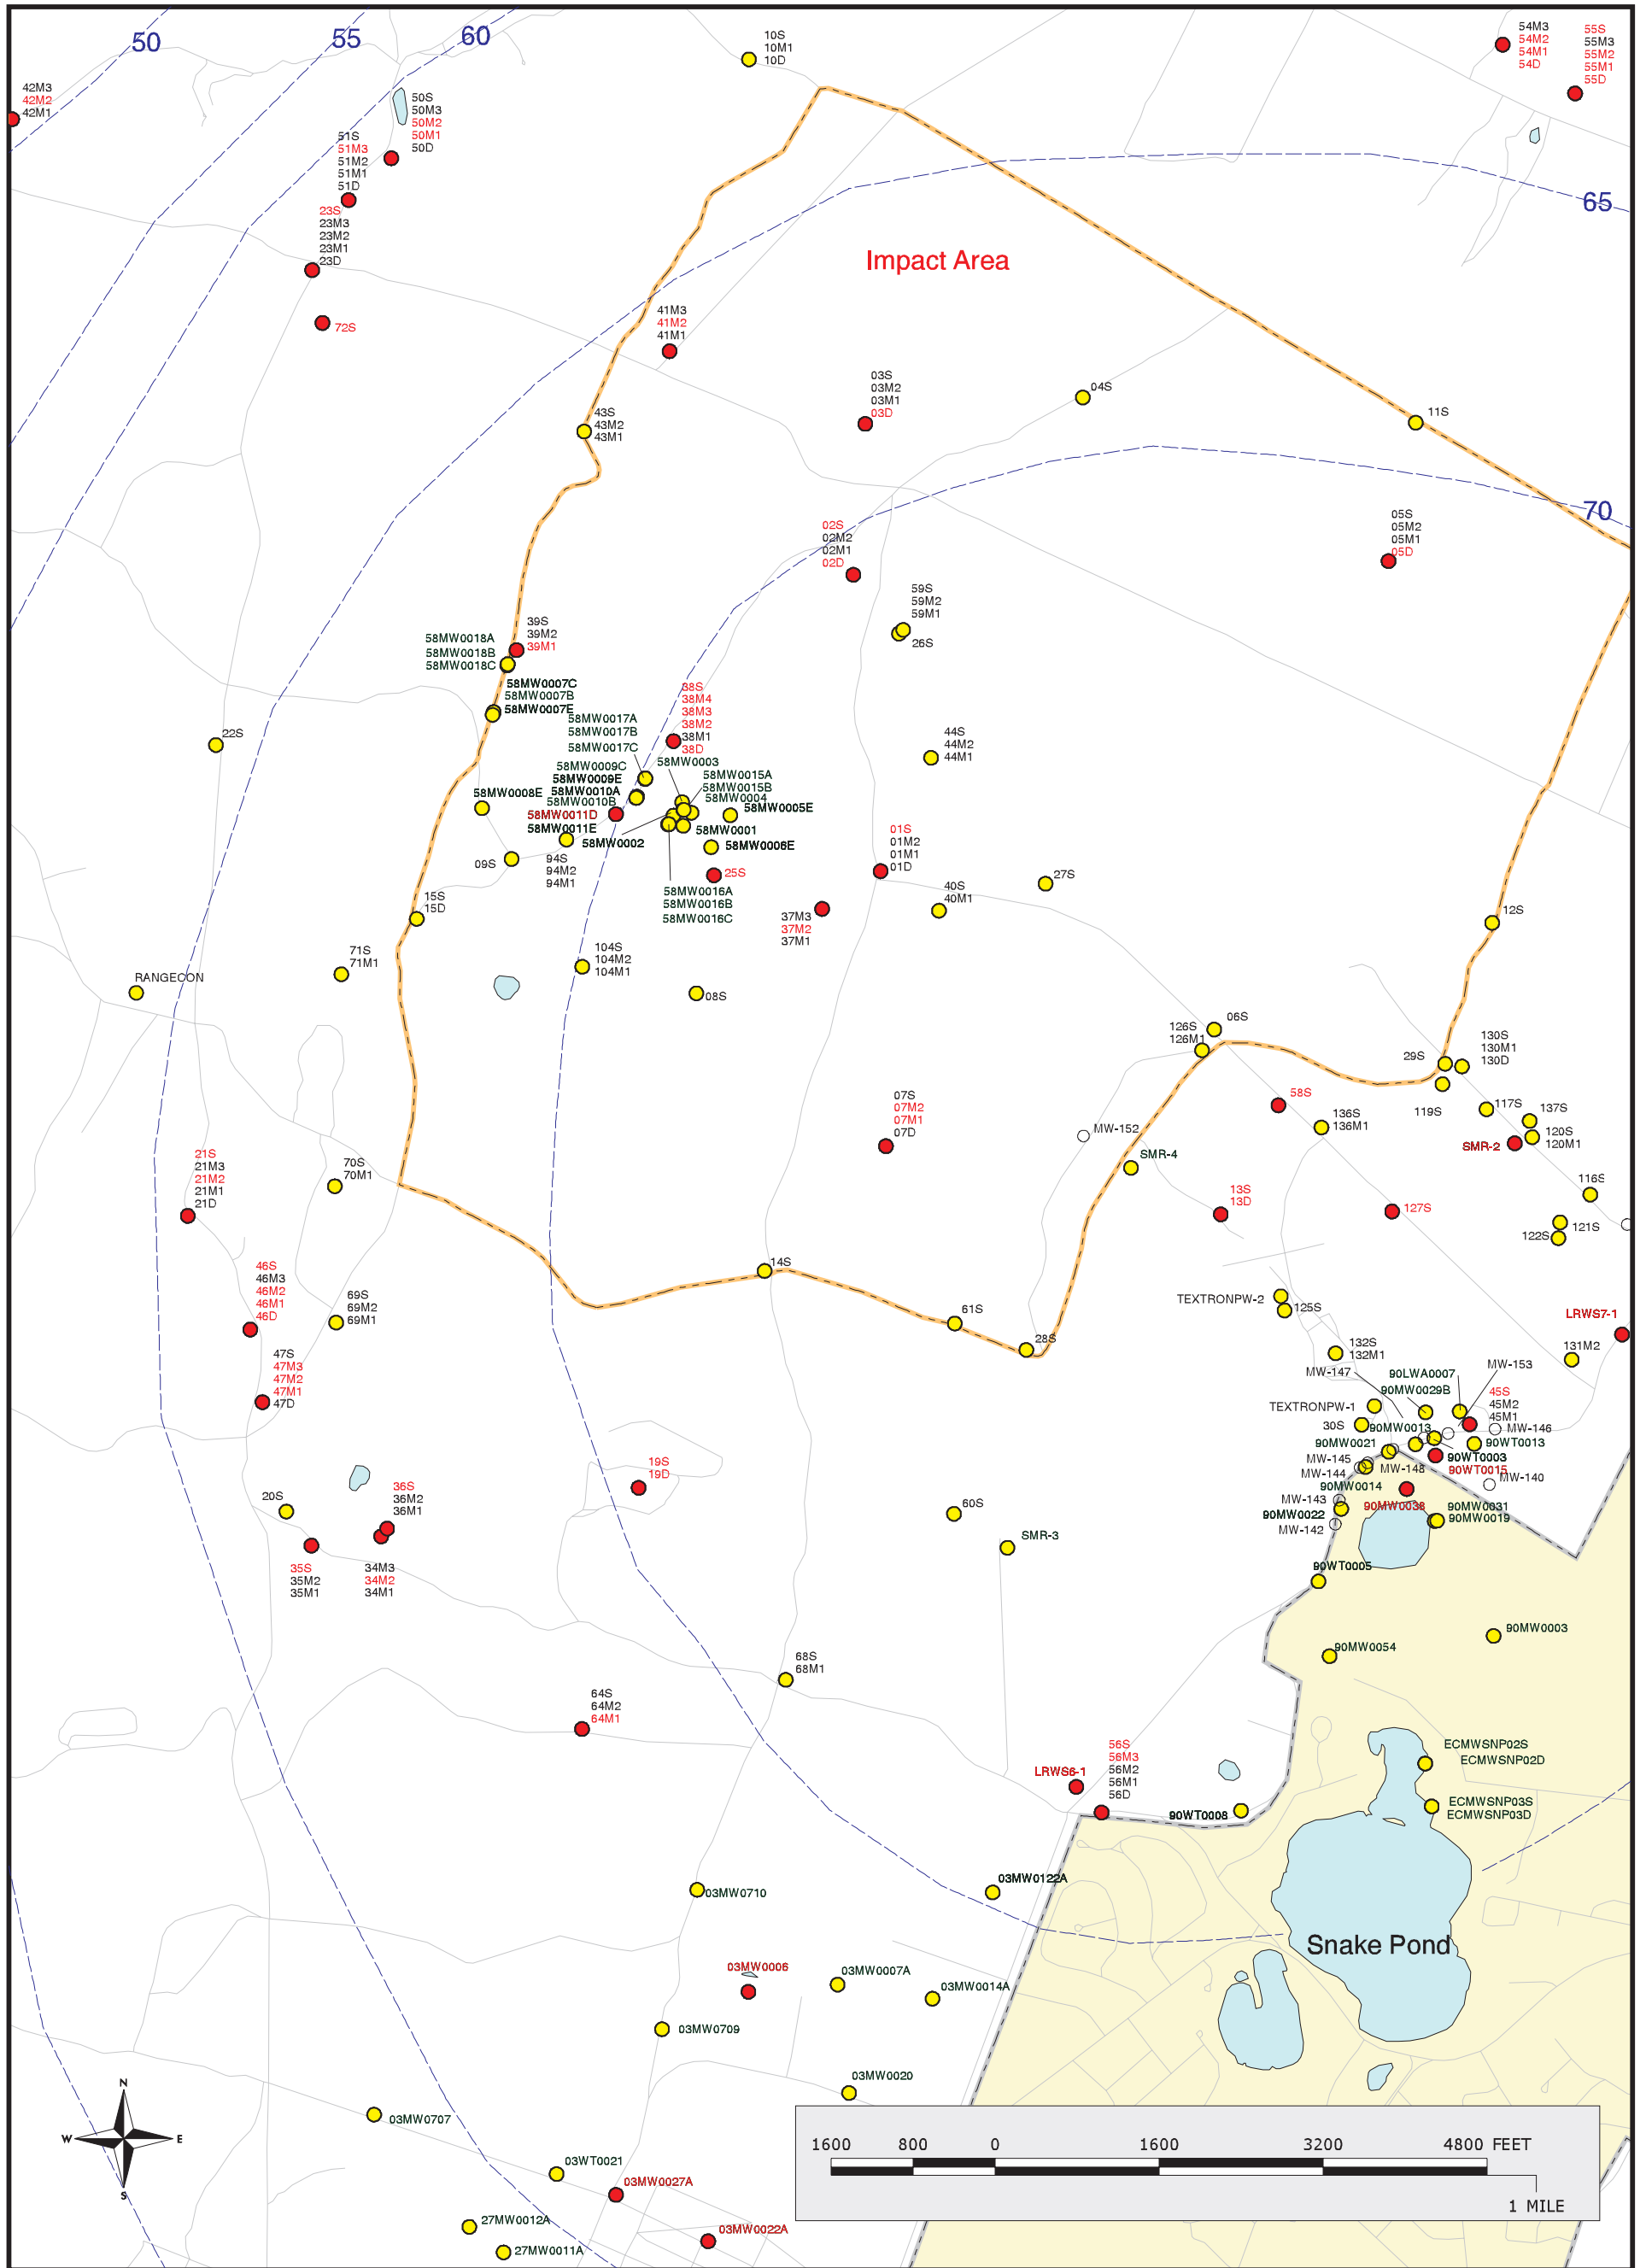 50
55
60
10S
10M1
10D
54M3
54M2
54M1
54D
55S
55M3
55M2
55M1
55D
42M3
42M2
42M1
50S
50M3
50M2
50M1
50D
51S
51M3
51M2
51M1
51D
65
23S
23M3
23M2
23M1
23D
Impact Area
72S
41M3
41M2
41M1
03S
03M2
03M1
03D
04S
11S
43S
43M2
43M1
70
02S
02M2
02M1
02D
05S
05M2
05M1
05D
59S
59M2
59M1
26S
39S
39M2
39M1
58MW0018A
58MW0018B
58MW0018C
58MW0007C
58MW0007B
58MW0007E
38S
38M4
38M3
38M2
38M1
38D
58MW0017A
58MW0017B
58MW0017C
22S
44S
44M2
44M1
58MW0003
58MW0009C
58MW0009E
58MW0010A
58MW0010B
58MW0011D
58MW0011E
58MW0015A
58MW0015B
58MW0004
58MW0005E
58MW0008E
58MW0002
58MW0001
58MW0006E
01S
01M2
01M1
01D
09S
94S
94M2
94M1
25S
27S
58MW0016A
58MW0016B
58MW0016C
40S
40M1
15S
15D
37M3
37M2
37M1
12S
71S
71M1
104S
104M2
104M1
RANGECON
08S
06S
126S
126M1
130S
130M1
130D
29S
07S
07M2
07M1
07D
58S
119S
117S
137S
136S
136M1
MW-152
120S
120M1
SMR-2
SMR-4
21S
21M3
21M2
21M1
21D
70S
70M1
116S
13S
13D
127S
121S
122S
14S
46S
46M3
46M2
46M1
46D
69S
69M2
69M1
TEXTRONPW-2
125S
LRWS7-1
61S
28S
132S
132M1
131M2
47S
47M3
47M2
47M1
47D
MW-147
90LWA0007
MW-153
90MW0029B
45S
45M2
45M1
TEXTRONPW-1
30S
90MW0013
MW-146
90MW0021
90WT0013
MW-145
90WT0003
MW-144
MW-148
90WT0015
MW-140
19S
19D
90MW0014
36S
36M2
36M1
20S
MW-143
90MW0038
90MW0031
90MW0022
90MW0019
MW-142
60S
SMR-3
35S
35M2
35M1
34M3
34M2
34M1
90WT0005
90MW0003
90MW0054
68S
68M1
64S
64M2
64M1
ECMWSNP02S
ECMWSNP02D
56S
56M3
56M2
56M1
56D
LRWS6-1
90WT0008
ECMWSNP03S
ECMWSNP03D
03MW0122A
03MW0710
Snake Pond
03MW0006
03MW0007A
03MW0014A
03MW0709
03MW0020
N
W
E
S
03MW0707
1600 800 0 1600 3200 4800 FEET
1 MILE
03WT0021
03MW0027A
27MW0012A
03MW0022A
27MW0011A